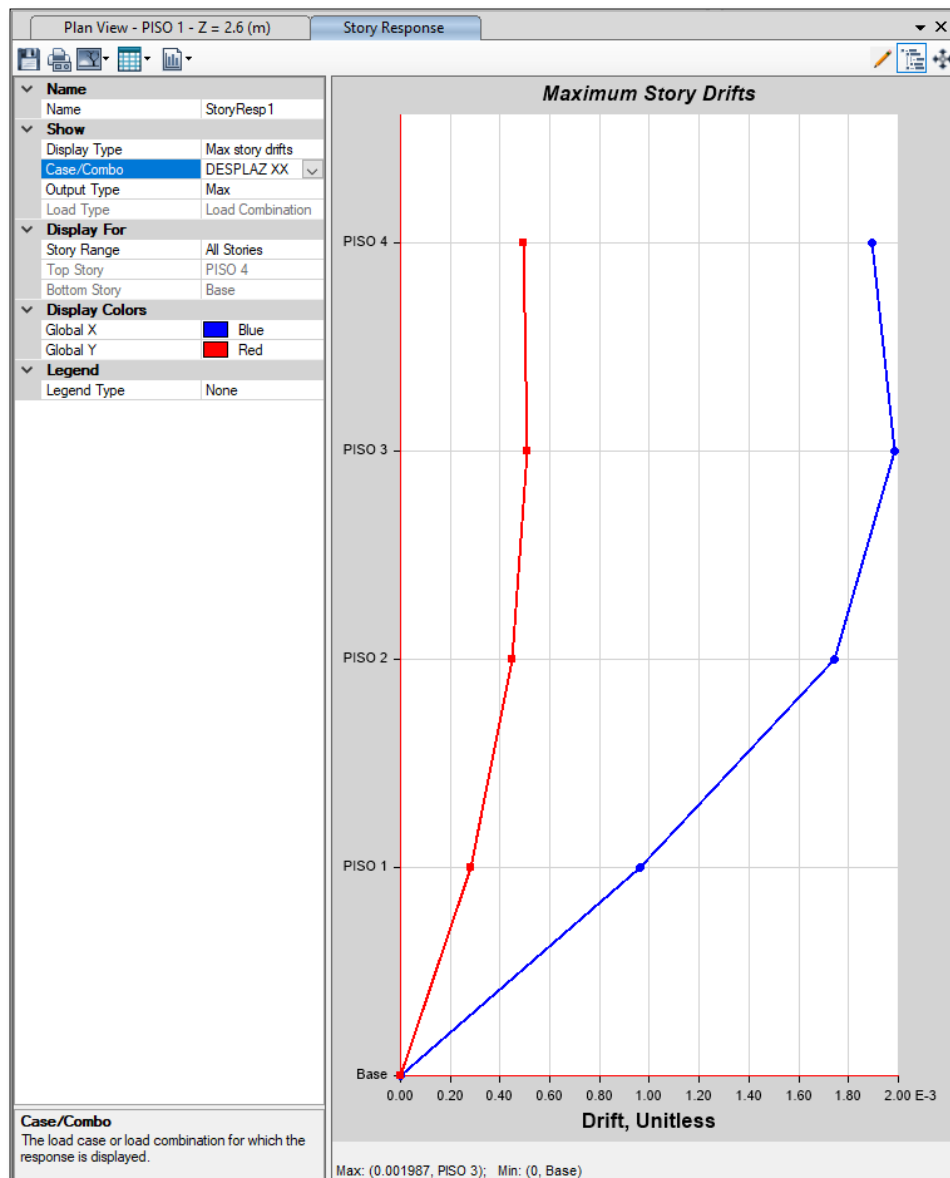 Plan View - PISO 1 - Z = 2.6 (m)
Story Response
Name
Name StoryResp1
Show
Display Type Max story drifts
Case/Combo DESPLAZ XX
Output Type Max
Load Type Load Combination
Display For
Story Range All Stories
Top Story PISO 4
Bottom Story Base
Display Colors
Global X Blue
Global Y Red
Legend
Legend Type None
Case/Combo
The load case or load combination for which the
response is displayed.
Maximum Story Drifts
PISO 4
PISO 3
PISO 2
PISO 1
Base
0.00 0.20 0.40 0.60 0.80 1.00 1.20 1.40 1.60 1.80 2.00 E-3
Drift, Unitless
Max: (0.001987, PISO 3); Min: (0, Base)